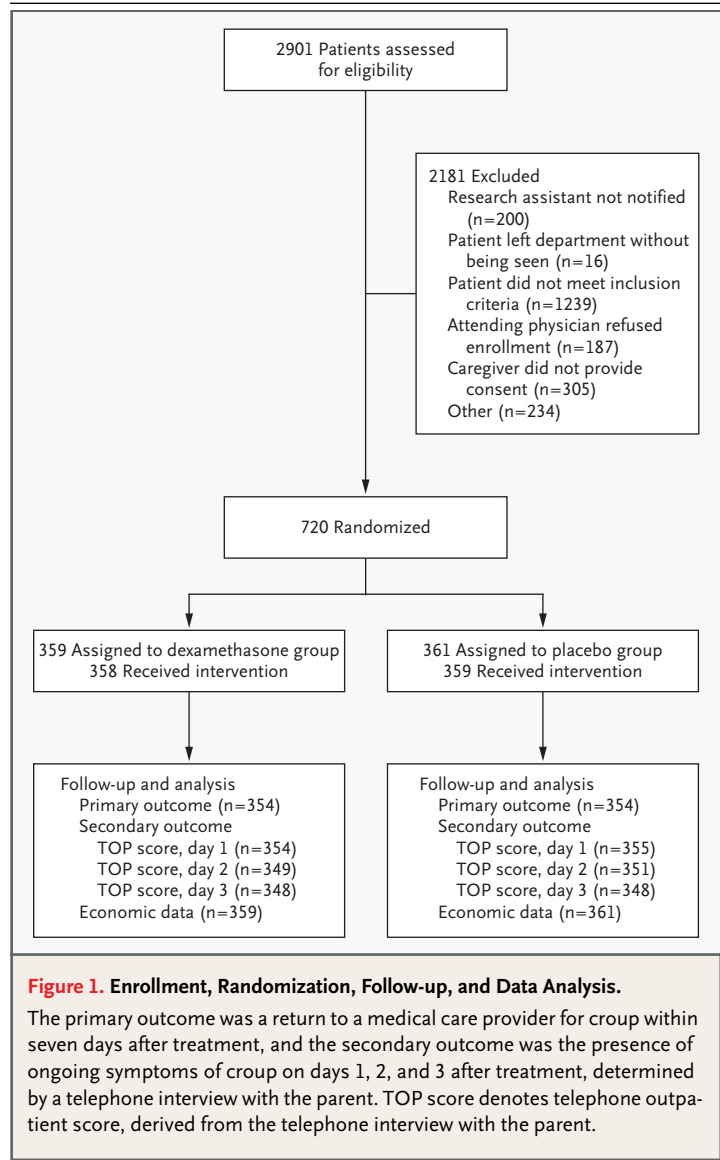 2901 Patients assessed
for eligibility
2181 Excluded
Research assistant not notified
(n=200)
Patient left department without
being seen (n=16)
Patient did not meet inclusion
criteria (n=1239)
Attending physician refused
enrollment (n=187)
Caregiver did not provide
consent (n=305)
Other (n=234)
720 Randomized
359 Assigned to dexamethasone group
358 Received intervention
361 Assigned to placebo group
359 Received intervention
Follow-up and analysis
Primary outcome (n=354)
Secondary outcome
TOP score, day 1 (n=354)
TOP score, day 2 (n=349)
TOP score, day 3 (n=348)
Economic data (n=359)
Follow-up and analysis
Primary outcome (n=354)
Secondary outcome
TOP score, day 1 (n=355)
TOP score, day 2 (n=351)
TOP score, day 3 (n=348)
Economic data (n=361)
Figure 1. Enrollment, Randomization, Follow-up, and Data Analysis.
The primary outcome was a return to a medical care provider for croup within
seven days after treatment, and the secondary outcome was the presence of
ongoing symptoms of croup on days 1, 2, and 3 after treatment, determined
by a telephone interview with the parent. TOP score denotes telephone outpa-
tient score, derived from the telephone interview with the parent.